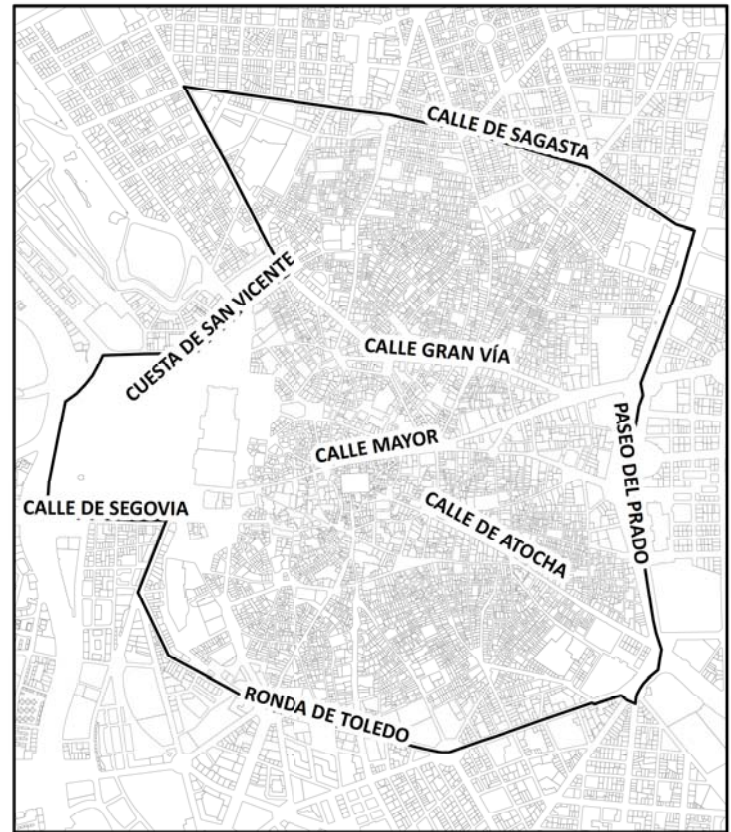 CALLE DE SAGASTA
CUESTA DE SAN VICENTE
CALLE GRAN VÍA
PASEO DEL PRADO
CALLE MAYOR
CALLE DE SEGOVIA
CALLE DE ATOCHA
RONDA DE TOLEDO